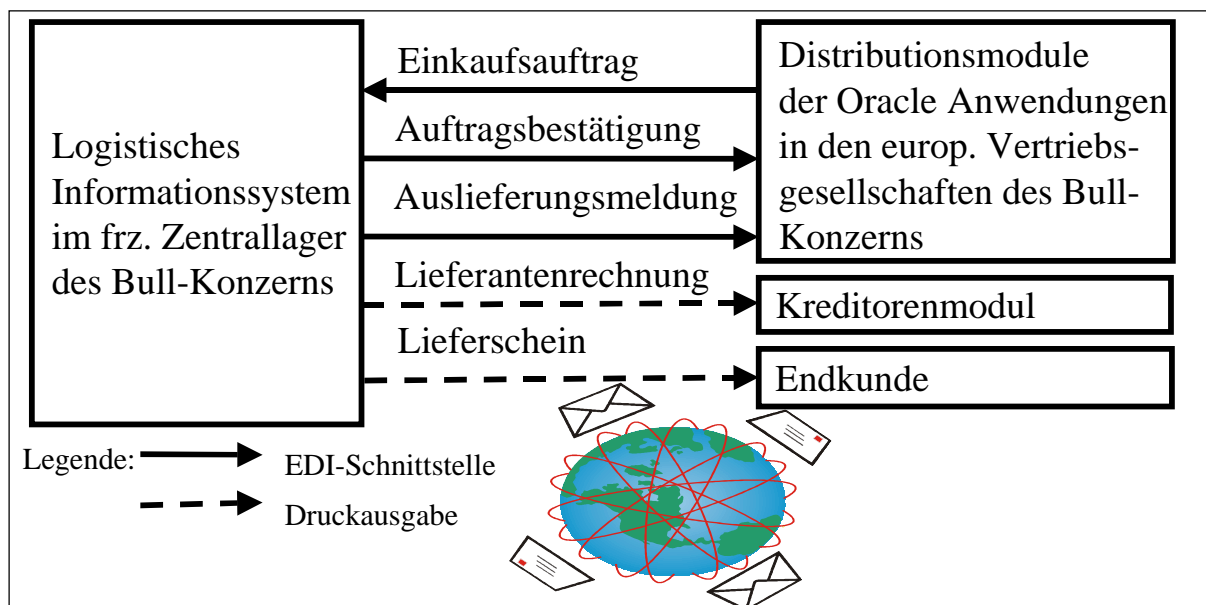 Logistisches
Informationssystem
im frz. Zentrallager
des Bull-Konzerns
Einkaufsauftrag
Auftragsbestätigung
Auslieferungsmeldung
Lieferantenrechnung
Lieferschein
Distributionsmodule
der Oracle Anwendungen
in den europ. Vertriebs-
gesellschaften des Bull-
Konzerns
Kreditorenmodul
Endkunde
Legende:
EDI-Schnittstelle
Druckausgabe